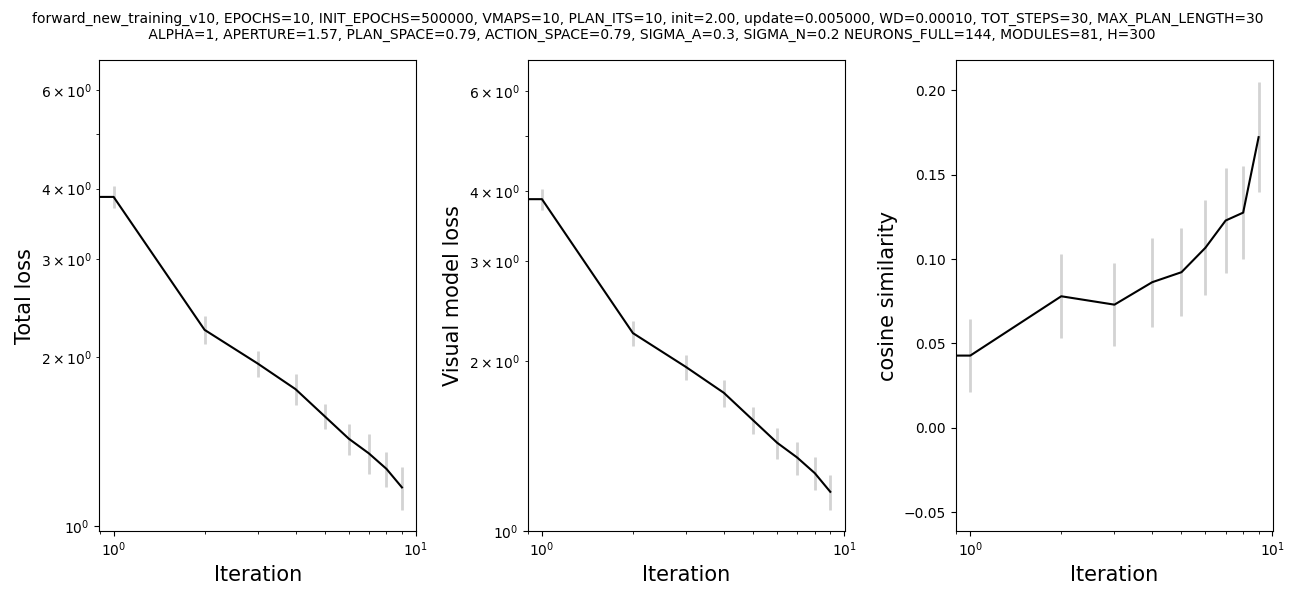 forward_new_training_v10, EPOCHS=10, INIT_EPOCHS=500000, VMAPS=10, PLAN_ITS=10, init=2.00, update=0.005000, WD=0.00010, TOT_STEPS=30, MAX_PLAN_LENGTH=30
ALPHA=1, APERTURE=1.57, PLAN_SPACE=0.79, ACTION_SPACE=0.79, SIGMA_A=0.3, SIGMA_N=0.2 NEURONS_FULL=144, MODULES=81, H=300
Total loss
6 × 10⁰
4 × 10⁰
3 × 10⁰
2 × 10⁰
10⁰
10⁰
10¹
Iteration
Visual model loss
6 × 10⁰
4 × 10⁰
3 × 10⁰
2 × 10⁰
10⁰
10⁰
10¹
Iteration
cosine similarity
0.20
0.15
0.10
0.05
0.00
−0.05
10⁰
10¹
Iteration